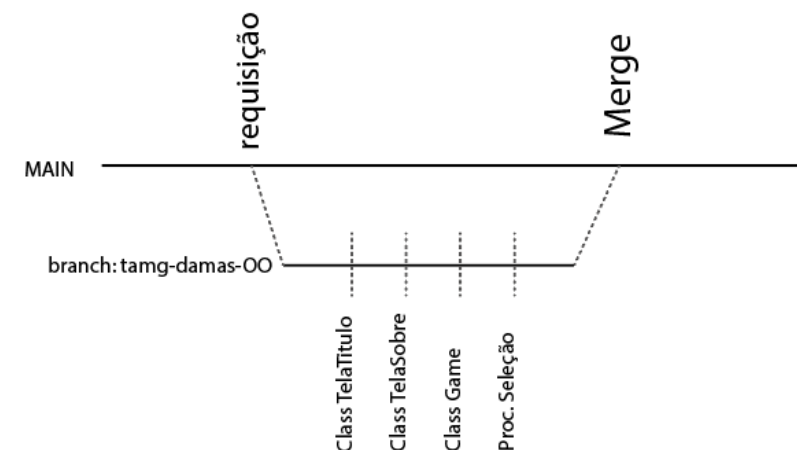 requisição
Merge
MAIN
branch: tamg-damas-OO
Class TelaTitulo
Class TelaSobre
Class Game
Proc. Seleção